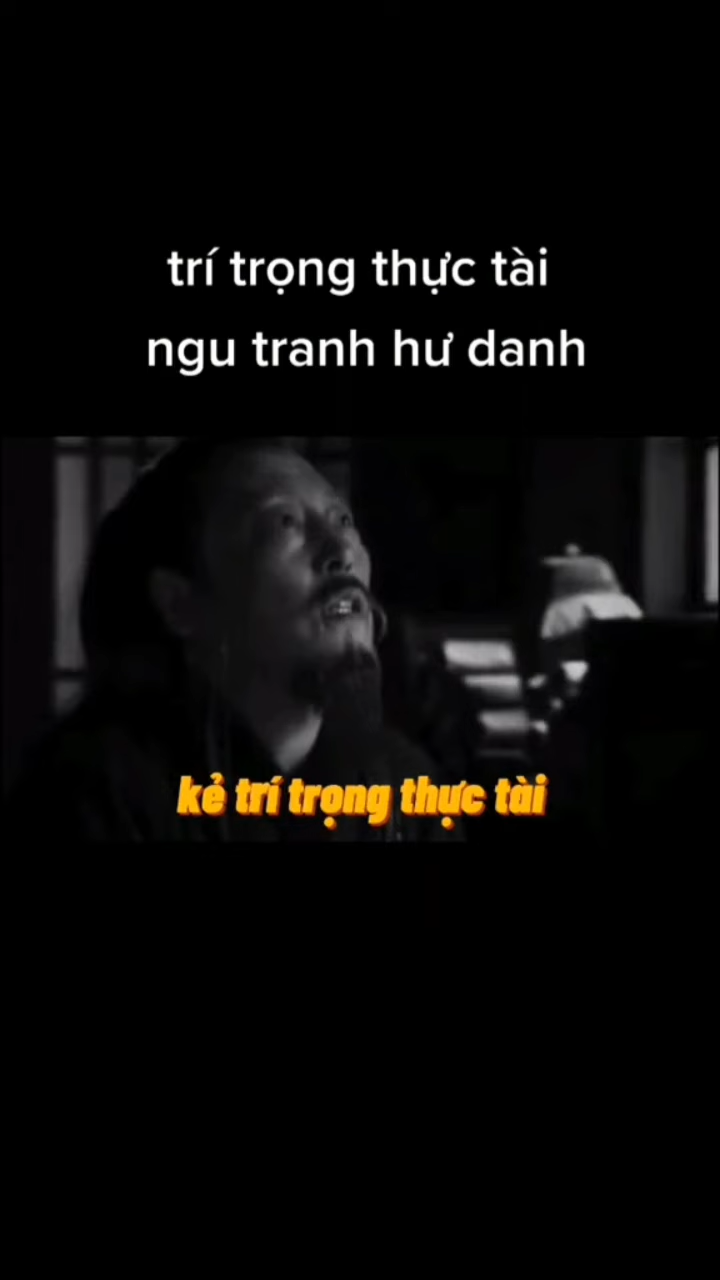 trí trọng thực tài
ngu tranh hư danh
kẻ trí trọng thực tài